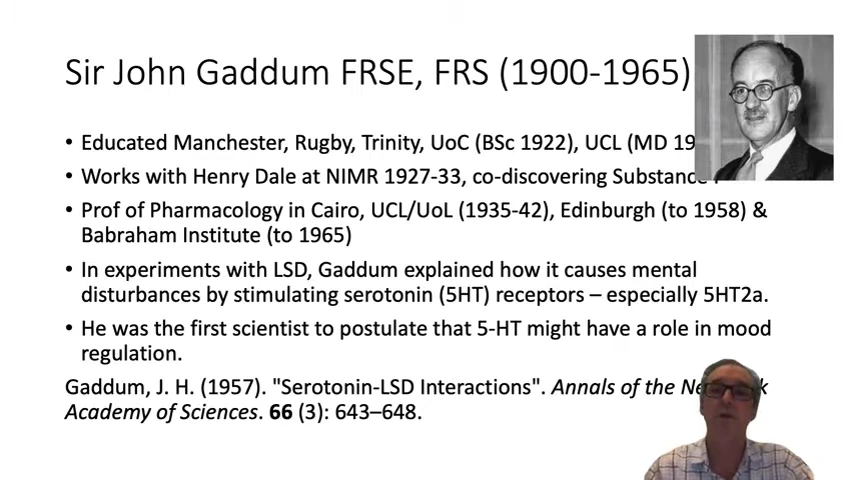 Sir John Gaddum FRSE, FRS (1900-1965)
• Educated Manchester, Rugby, Trinity, UoC (BSc 1922), UCL (MD
• Works with Henry Dale at NIMR 1927-33, co-discovering Substance
• Prof of Pharmacology in Cairo, UCL/UoL (1935-42), Edinburgh (to 1958) &
Babraham Institute (to 1965)
• In experiments with LSD, Gaddum explained how it causes mental
disturbances by stimulating serotonin (5HT) receptors – especially 5HT2a.
• He was the first scientist to postulate that 5-HT might have a role in mood
regulation.
Gaddum, J. H. (1957). "Serotonin-LSD Interactions". Annals of the
Academy of Sciences. 66 (3): 643–648.